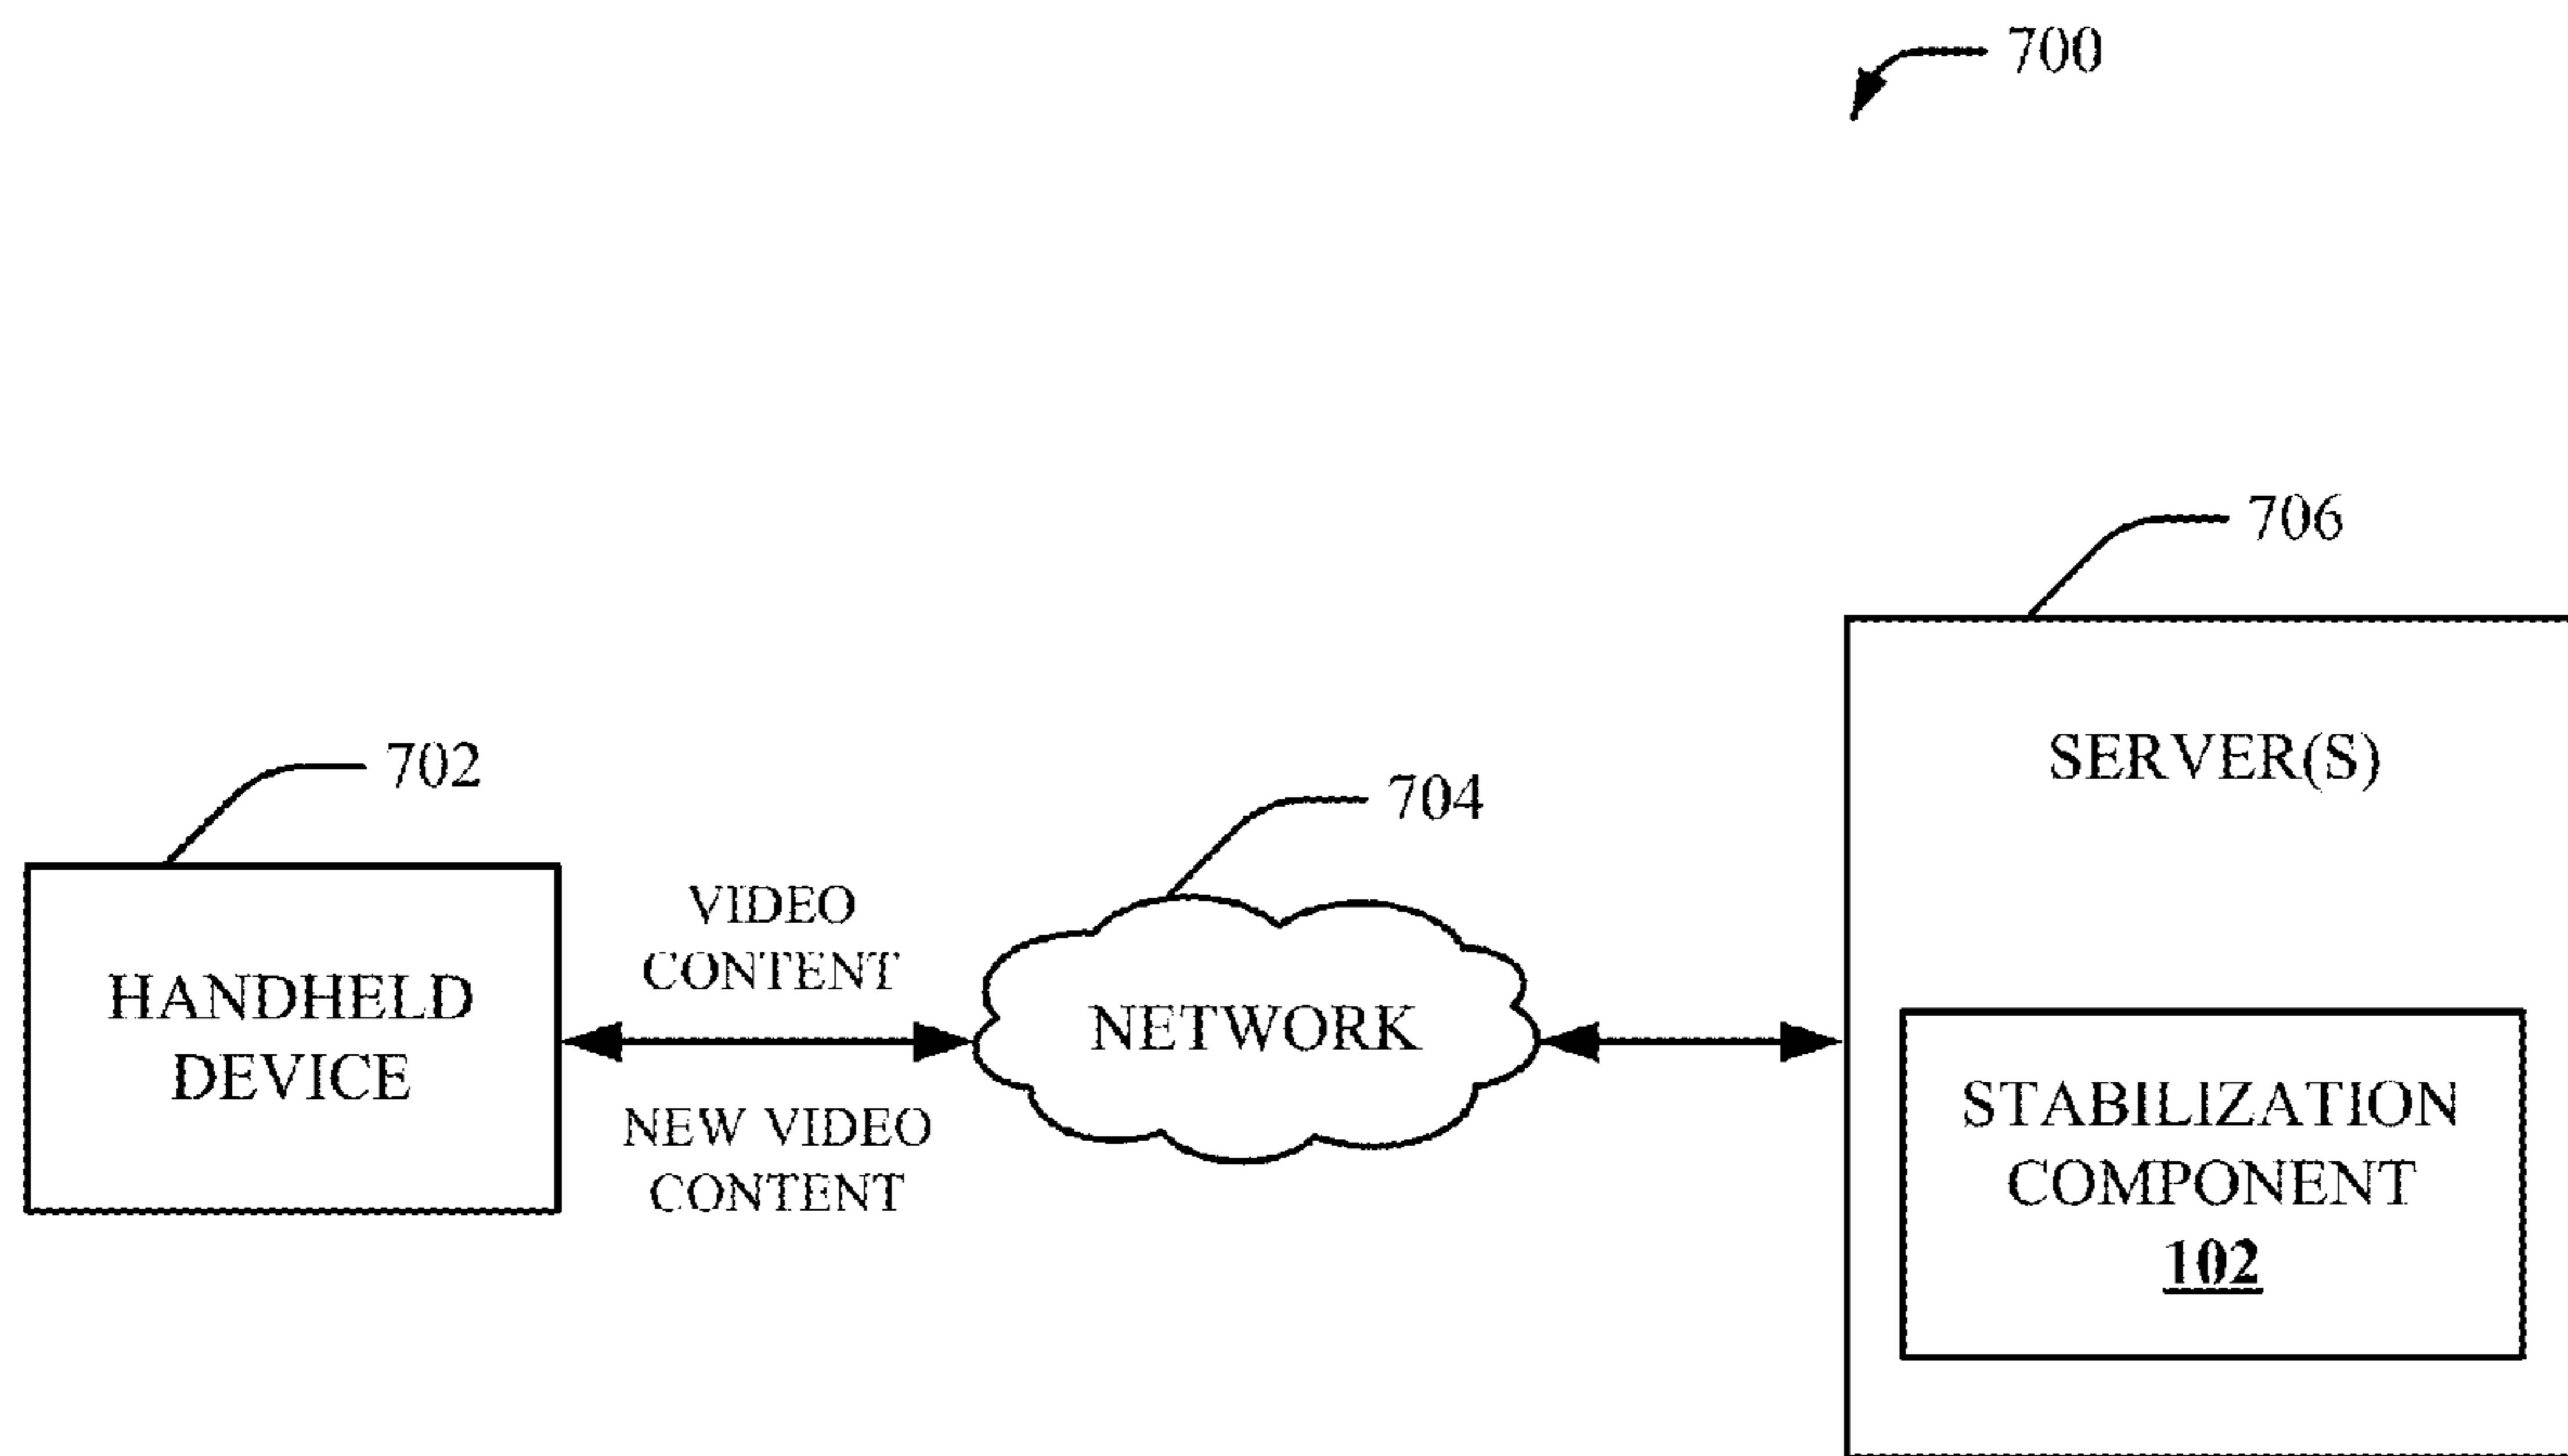 700
706
SERVER(S)
702
704
VIDEO
CONTENT
HANDHELD
DEVICE
NETWORK
NEW VIDEO
CONTENT
STABILIZATION
COMPONENT
102